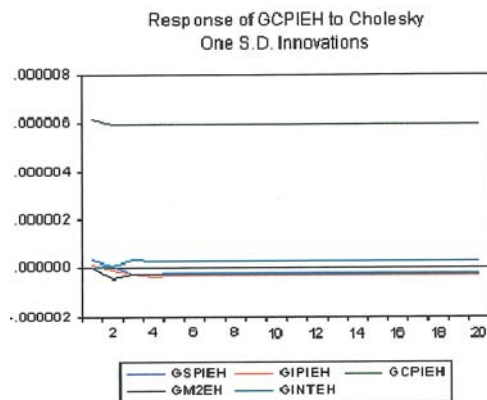 Response of GCPIEH to Cholesky
One S.D. Innovations
.000008
.000006
.000004
.000002
.000000
-.000002
2 4 6 8 10 12 14 16 18 20
GSPIEH GIPIEH GCPIEH
GM2EH GINTEH